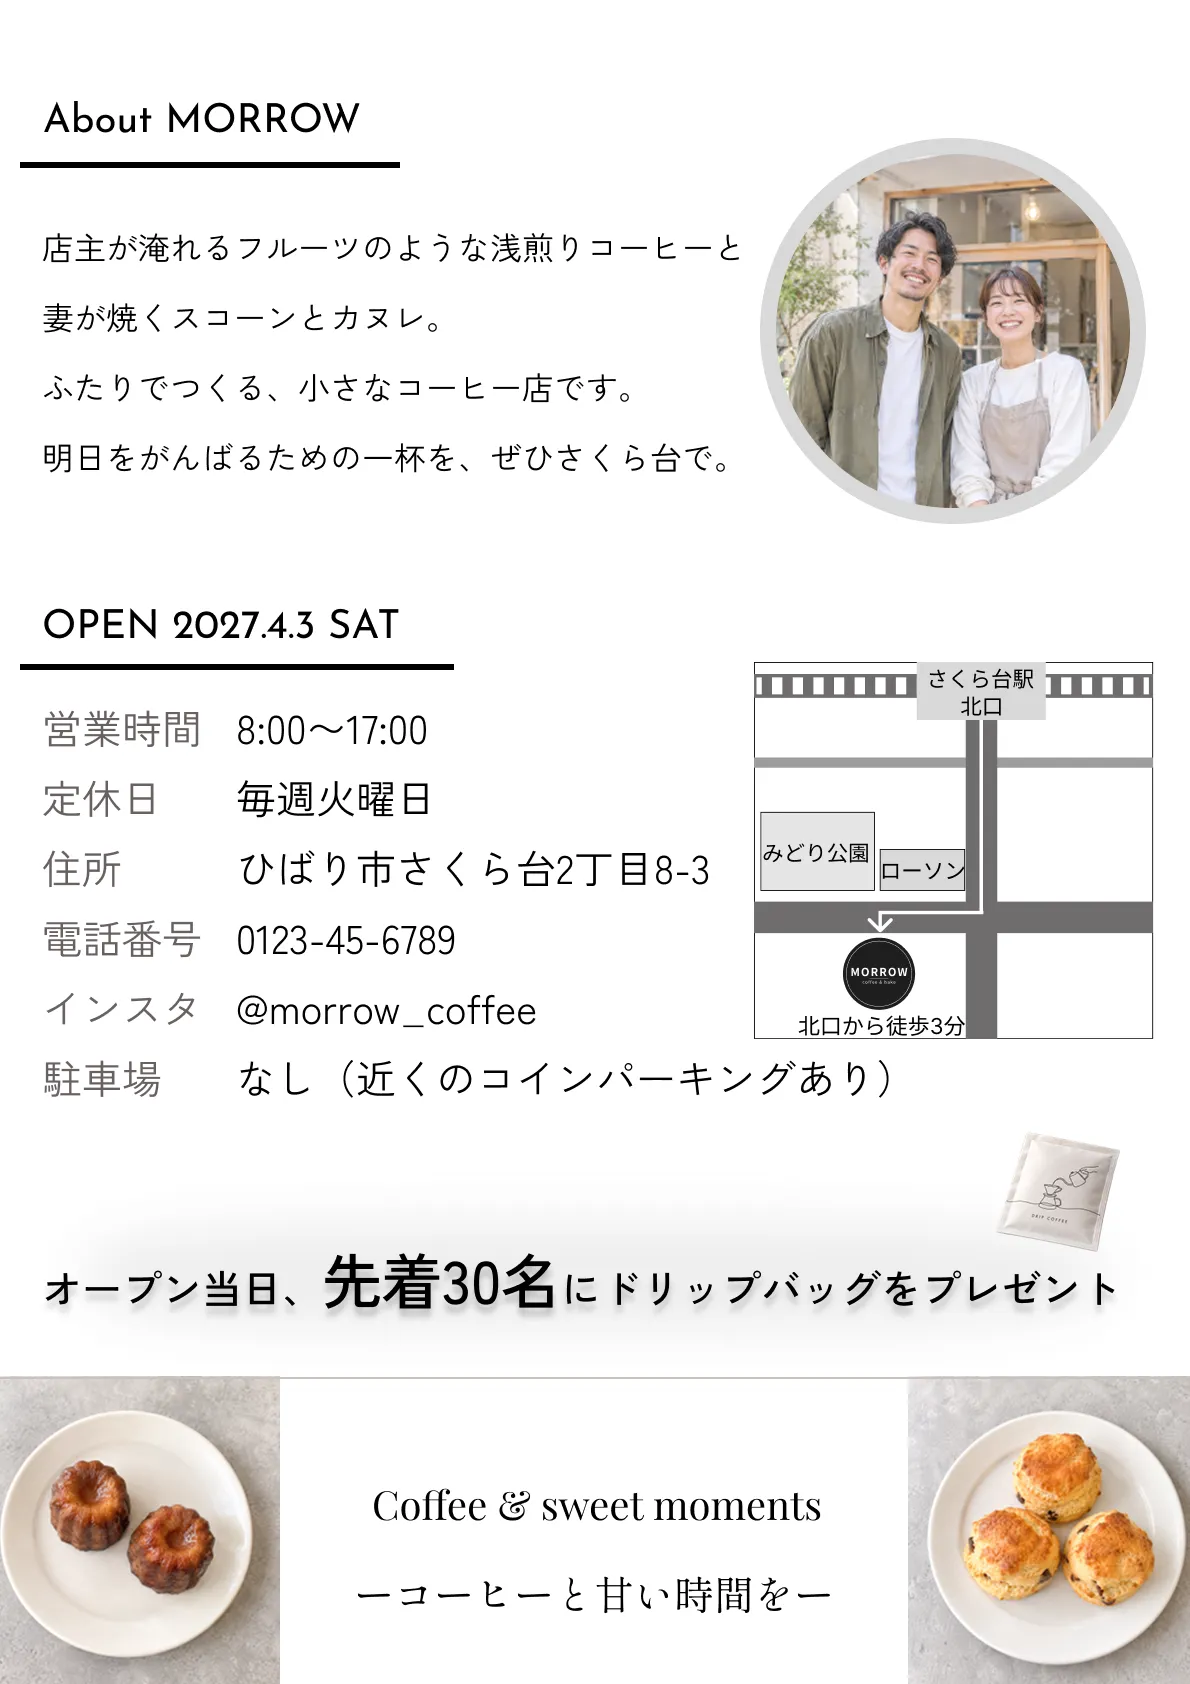 About MORROW
店主が淹れるフルーツのような浅煎りコーヒーと
妻が焼くスコーンとカヌレ。
ふたりでつくる、小さなコーヒー店です。
明日をがんばるための一杯を、ぜひさくら台で。
OPEN 2027.4.3 SAT
営業時間 8:00〜17:00
定休日 毎週火曜日
住所 ひばり市さくら台2丁目8-3
電話番号 0123-45-6789
インスタ @morrow_coffee
駐車場 なし（近くのコインパーキングあり）
さくら台駅
北口
みどり公園
ローソン
MORROW
coffee & bake
北口から徒歩3分
DRIP COFFEE
オープン当日、先着30名にドリップバッグをプレゼント
Coffee & sweet moments
ーコーヒーと甘い時間をー